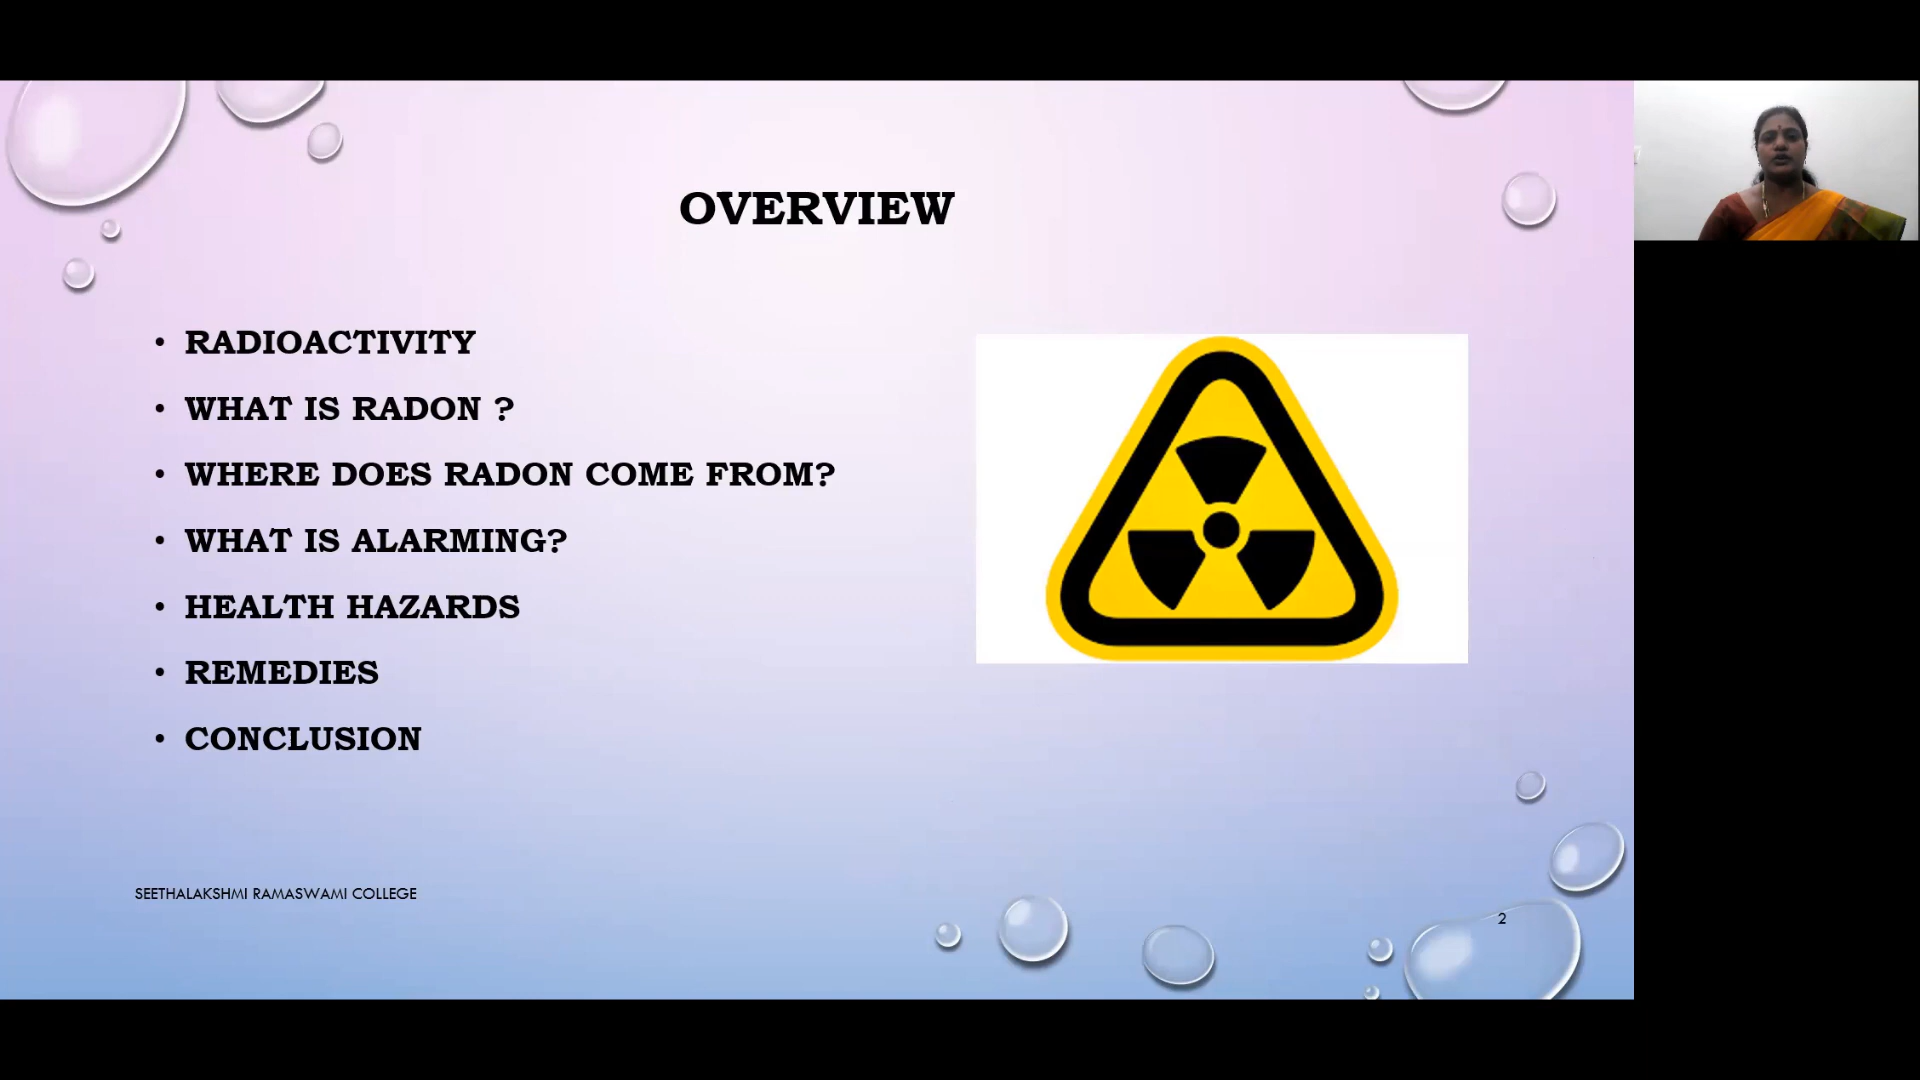 OVERVIEW
• RADIOACTIVITY
• WHAT IS RADON ?
• WHERE DOES RADON COME FROM?
• WHAT IS ALARMING?
• HEALTH HAZARDS
• REMEDIES
• CONCLUSION
SEETHALAKSHMI RAMASWAMI COLLEGE
2